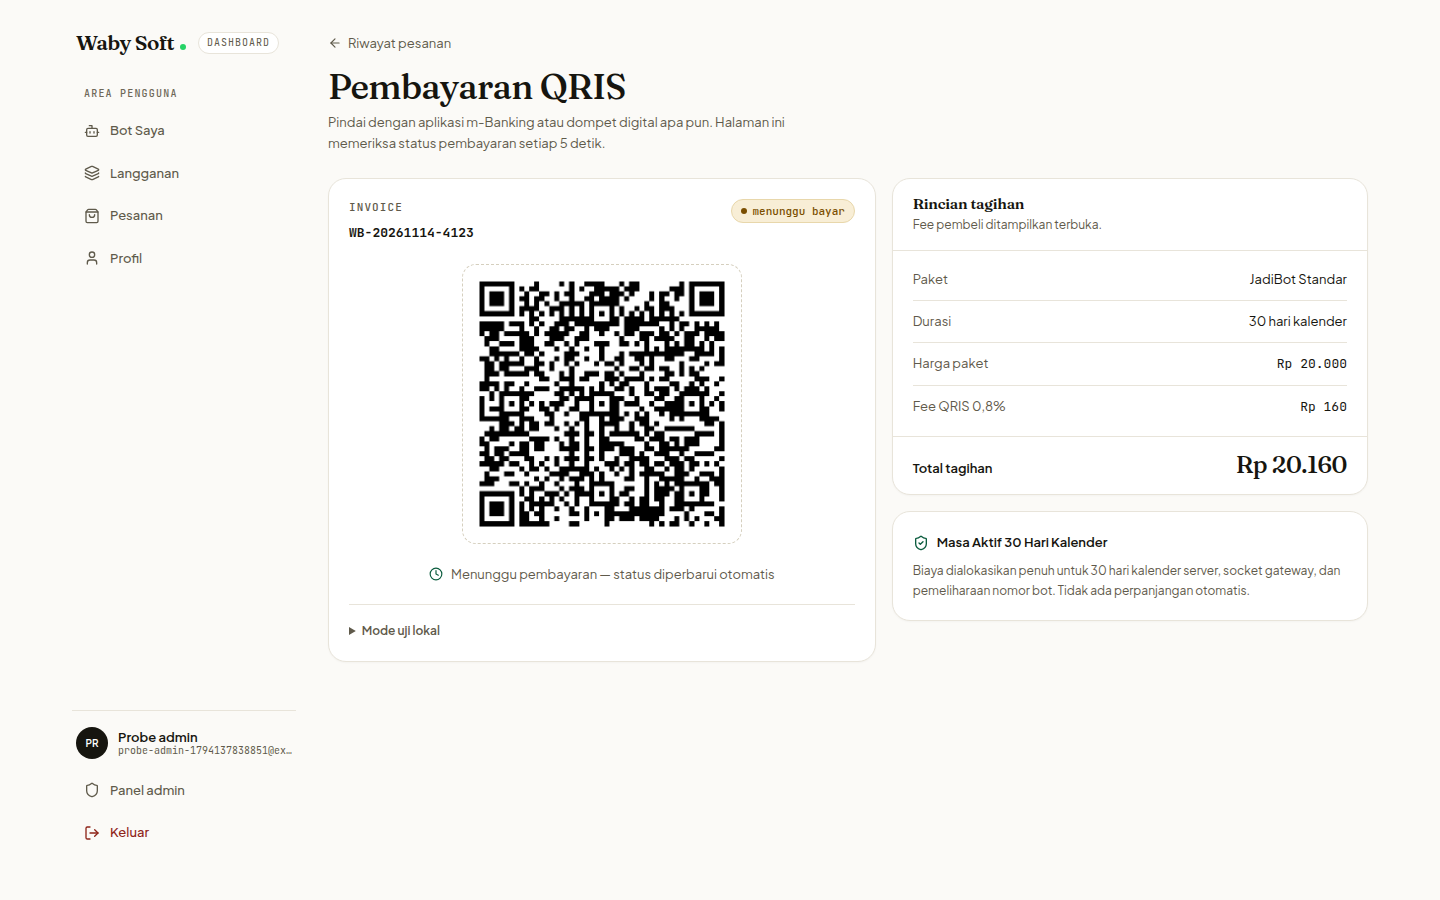 Waby Soft
DASHBOARD
AREA PENGGUNA
Bot Saya
Langganan
Pesanan
Profil
Probe admin
PR
probe-admin-1794137838851@ex…
Panel admin
Keluar
Riwayat pesanan
Pembayaran QRIS
Pindai dengan aplikasi m-Banking atau dompet digital apa pun. Halaman ini
memeriksa status pembayaran setiap 5 detik.
INVOICE
WB-20261114-4123
menunggu bayar
Menunggu pembayaran — status diperbarui otomatis
Mode uji lokal
Rincian tagihan
Fee pembeli ditampilkan terbuka.
Paket JadiBot Standar
Durasi 30 hari kalender
Harga paket Rp 20.000
Fee QRIS 0,8% Rp 160
Total tagihan Rp 20.160
Masa Aktif 30 Hari Kalender
Biaya dialokasikan penuh untuk 30 hari kalender server, socket gateway, dan
pemeliharaan nomor bot. Tidak ada perpanjangan otomatis.